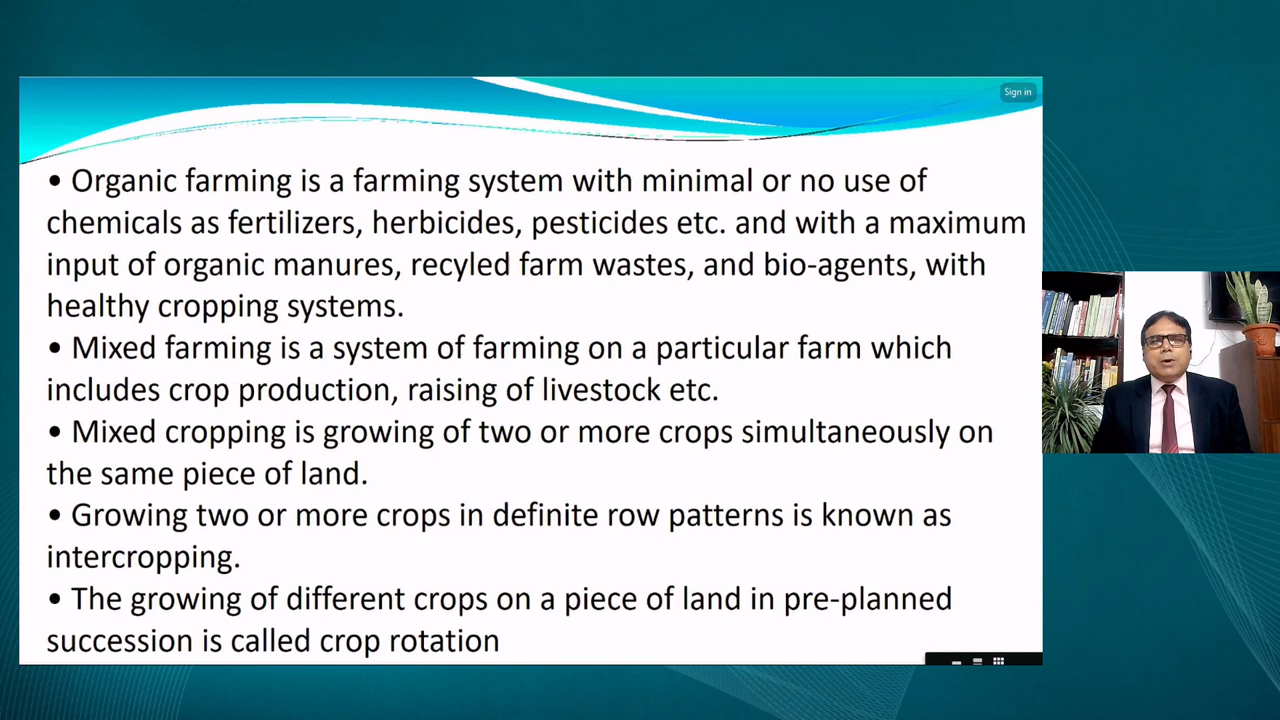 Sign in
• Organic farming is a farming system with minimal or no use of
chemicals as fertilizers, herbicides, pesticides etc. and with a maximum
input of organic manures, recyled farm wastes, and bio-agents, with
healthy cropping systems.
• Mixed farming is a system of farming on a particular farm which
includes crop production, raising of livestock etc.
• Mixed cropping is growing of two or more crops simultaneously on
the same piece of land.
• Growing two or more crops in definite row patterns is known as
intercropping.
• The growing of different crops on a piece of land in pre-planned
succession is called crop rotation